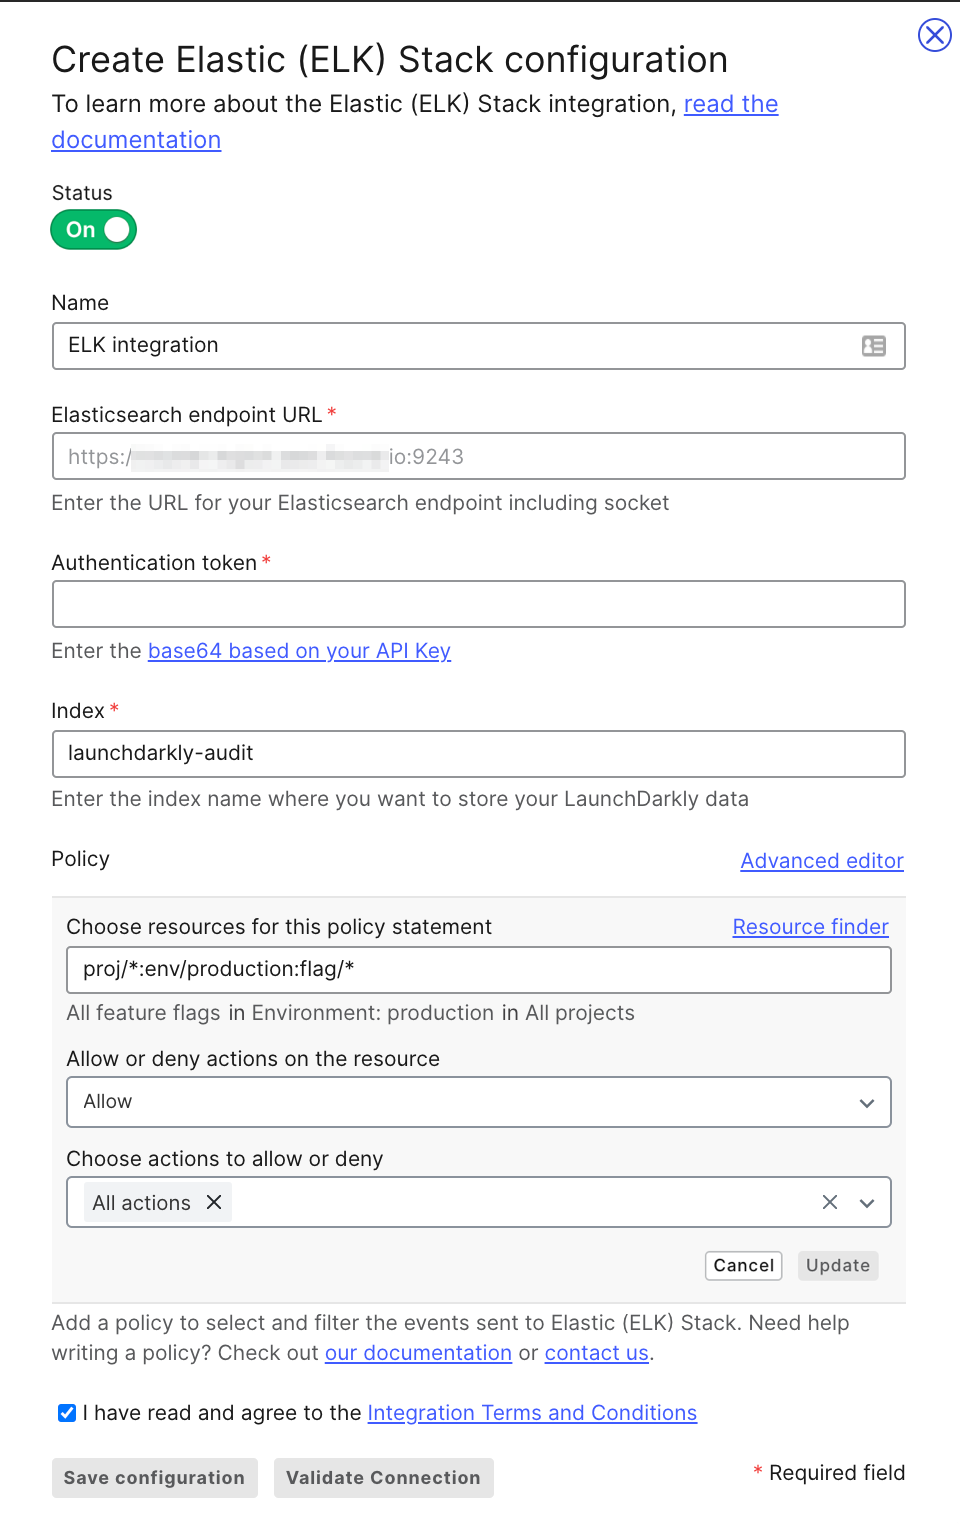 Create Elastic (ELK) Stack configuration
To learn more about the Elastic (ELK) Stack integration, read the
documentation
Status
On
Name
ELK integration
Elasticsearch endpoint URL *
https:/ io:9243
Enter the URL for your Elasticsearch endpoint including socket
Authentication token *
Enter the base64 based on your API Key
Index *
launchdarkly-audit
Enter the index name where you want to store your LaunchDarkly data
Policy
Advanced editor
Choose resources for this policy statement
Resource finder
proj/*:env/production:flag/*
All feature flags in Environment: production in All projects
Allow or deny actions on the resource
Allow
Choose actions to allow or deny
All actions
Cancel
Update
Add a policy to select and filter the events sent to Elastic (ELK) Stack. Need help
writing a policy? Check out our documentation or contact us.
I have read and agree to the Integration Terms and Conditions
Save configuration
Validate Connection
* Required field